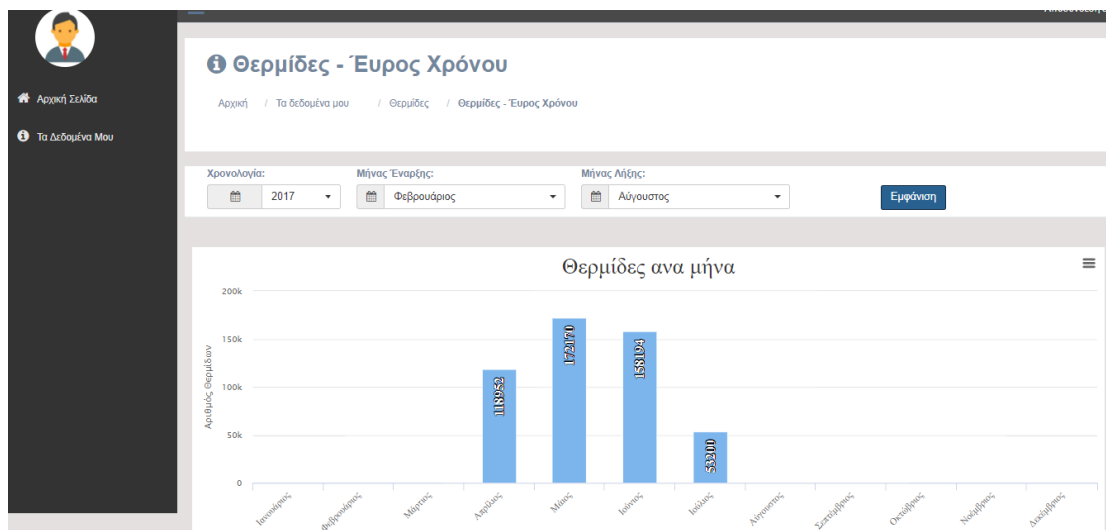 Θερμίδες - Έυρος Χρόνου
Αρχική Σελίδα
Αρχική / Τα δεδομένα μου / Θερμίδες / Θερμίδες - Έυρος Χρόνου
Τα Δεδομένα Μου
Χρονολογία: Μήνας Έναρξης: Μήνας Λήξης:
2017 Φεβρουάριος Αύγουστος Εμφάνιση
Θερμίδες ανα μήνα
200k
150k
100k
50k
0
Αριθμός Θερμίδων
118952
172170
158194
53200
Ιανουάριος Φεβρουάριος Μάρτιος Απρίλιος Μάιος Ιούνιος Ιούλιος Αύγουστος Σεπτέμβριος Οκτώβριος Νοέμβριος Δεκέμβριος